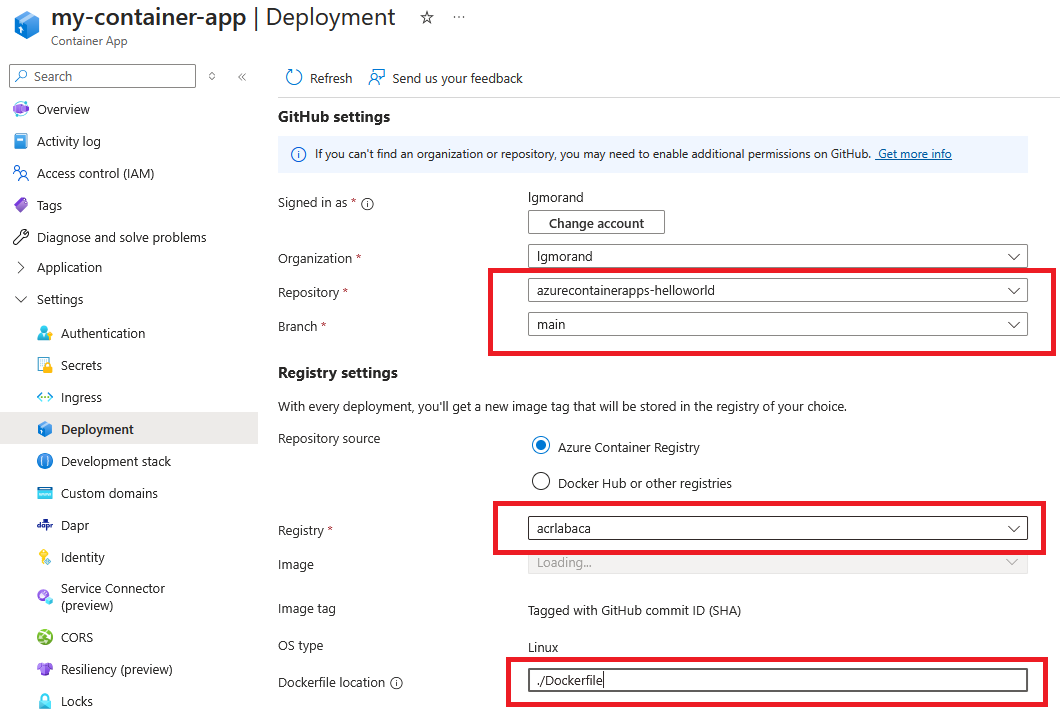 my-container-app | Deployment ☆ ...
Container App
Search
Overview
Activity log
Access control (IAM)
Tags
Diagnose and solve problems
Application
Settings
Authentication
Secrets
Ingress
Deployment
Development stack
Custom domains
dapr Dapr
Identity
Service Connector
(preview)
CORS
Resiliency (preview)
Locks
Refresh Send us your feedback
GitHub settings
If you can't find an organization or repository, you may need to enable additional permissions on GitHub. Get more info
Signed in as * lgmorand
Change account
Organization * lgmorand
Repository * azurecontainerapps-helloworld
Branch * main
Registry settings
With every deployment, you'll get a new image tag that will be stored in the registry of your choice.
Repository source
Azure Container Registry
Docker Hub or other registries
Registry * acrlabaca
Image Loading...
Image tag Tagged with GitHub commit ID (SHA)
OS type Linux
Dockerfile location ./Dockerfile